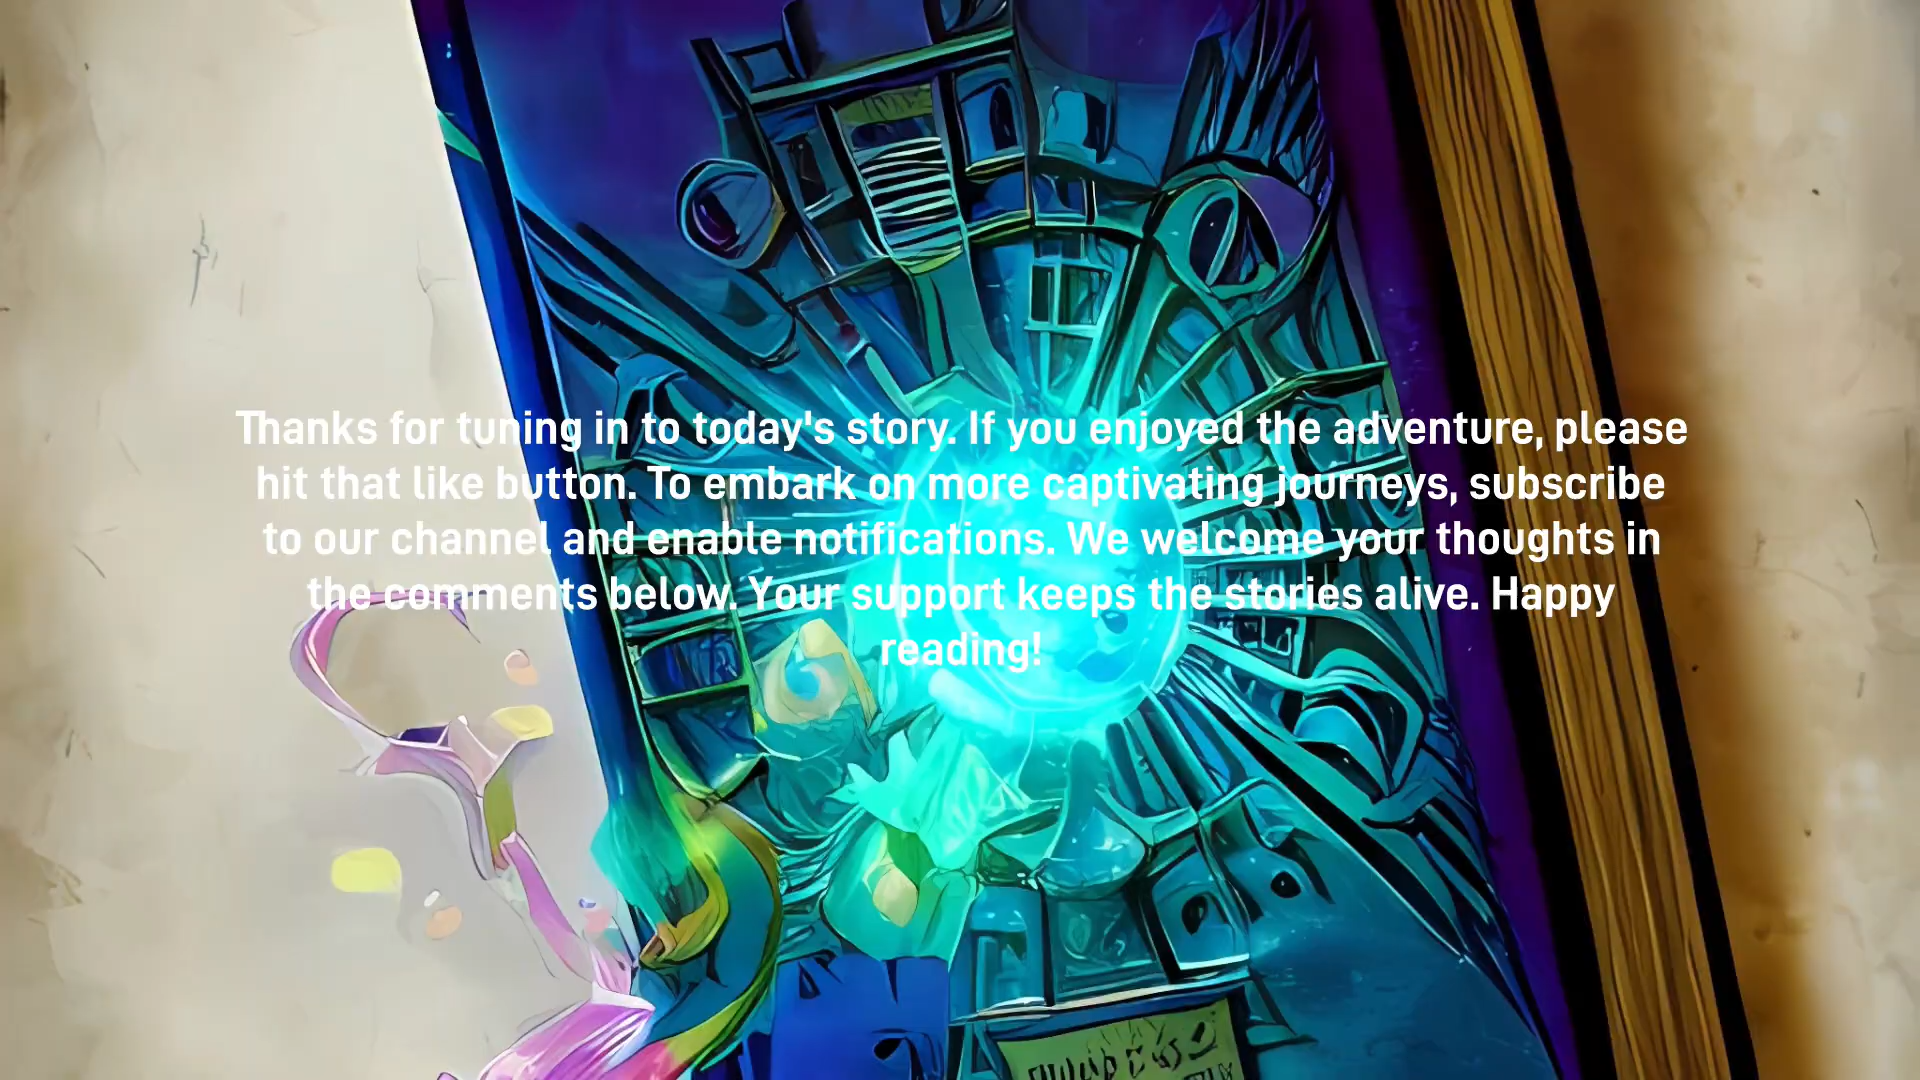 Thanks for tuning in to today's story. If you enjoyed the adventure, please
hit that like button. To embark on more captivating journeys, subscribe
to our channel and enable notifications. We welcome your thoughts in
the comments below. Your support keeps the stories alive. Happy
reading!